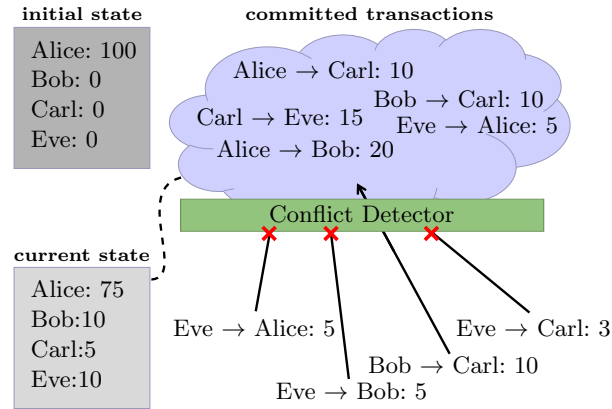 initial state
Alice: 100
Bob: 0
Carl: 0
Eve: 0
committed transactions
Alice → Carl: 10
Bob → Carl: 10
Carl → Eve: 15
Eve → Alice: 5
Alice → Bob: 20
Conflict Detector
current state
Alice: 75
Bob:10
Carl:5
Eve:10
Eve → Alice: 5
Eve → Carl: 3
Bob → Carl: 10
Eve → Bob: 5